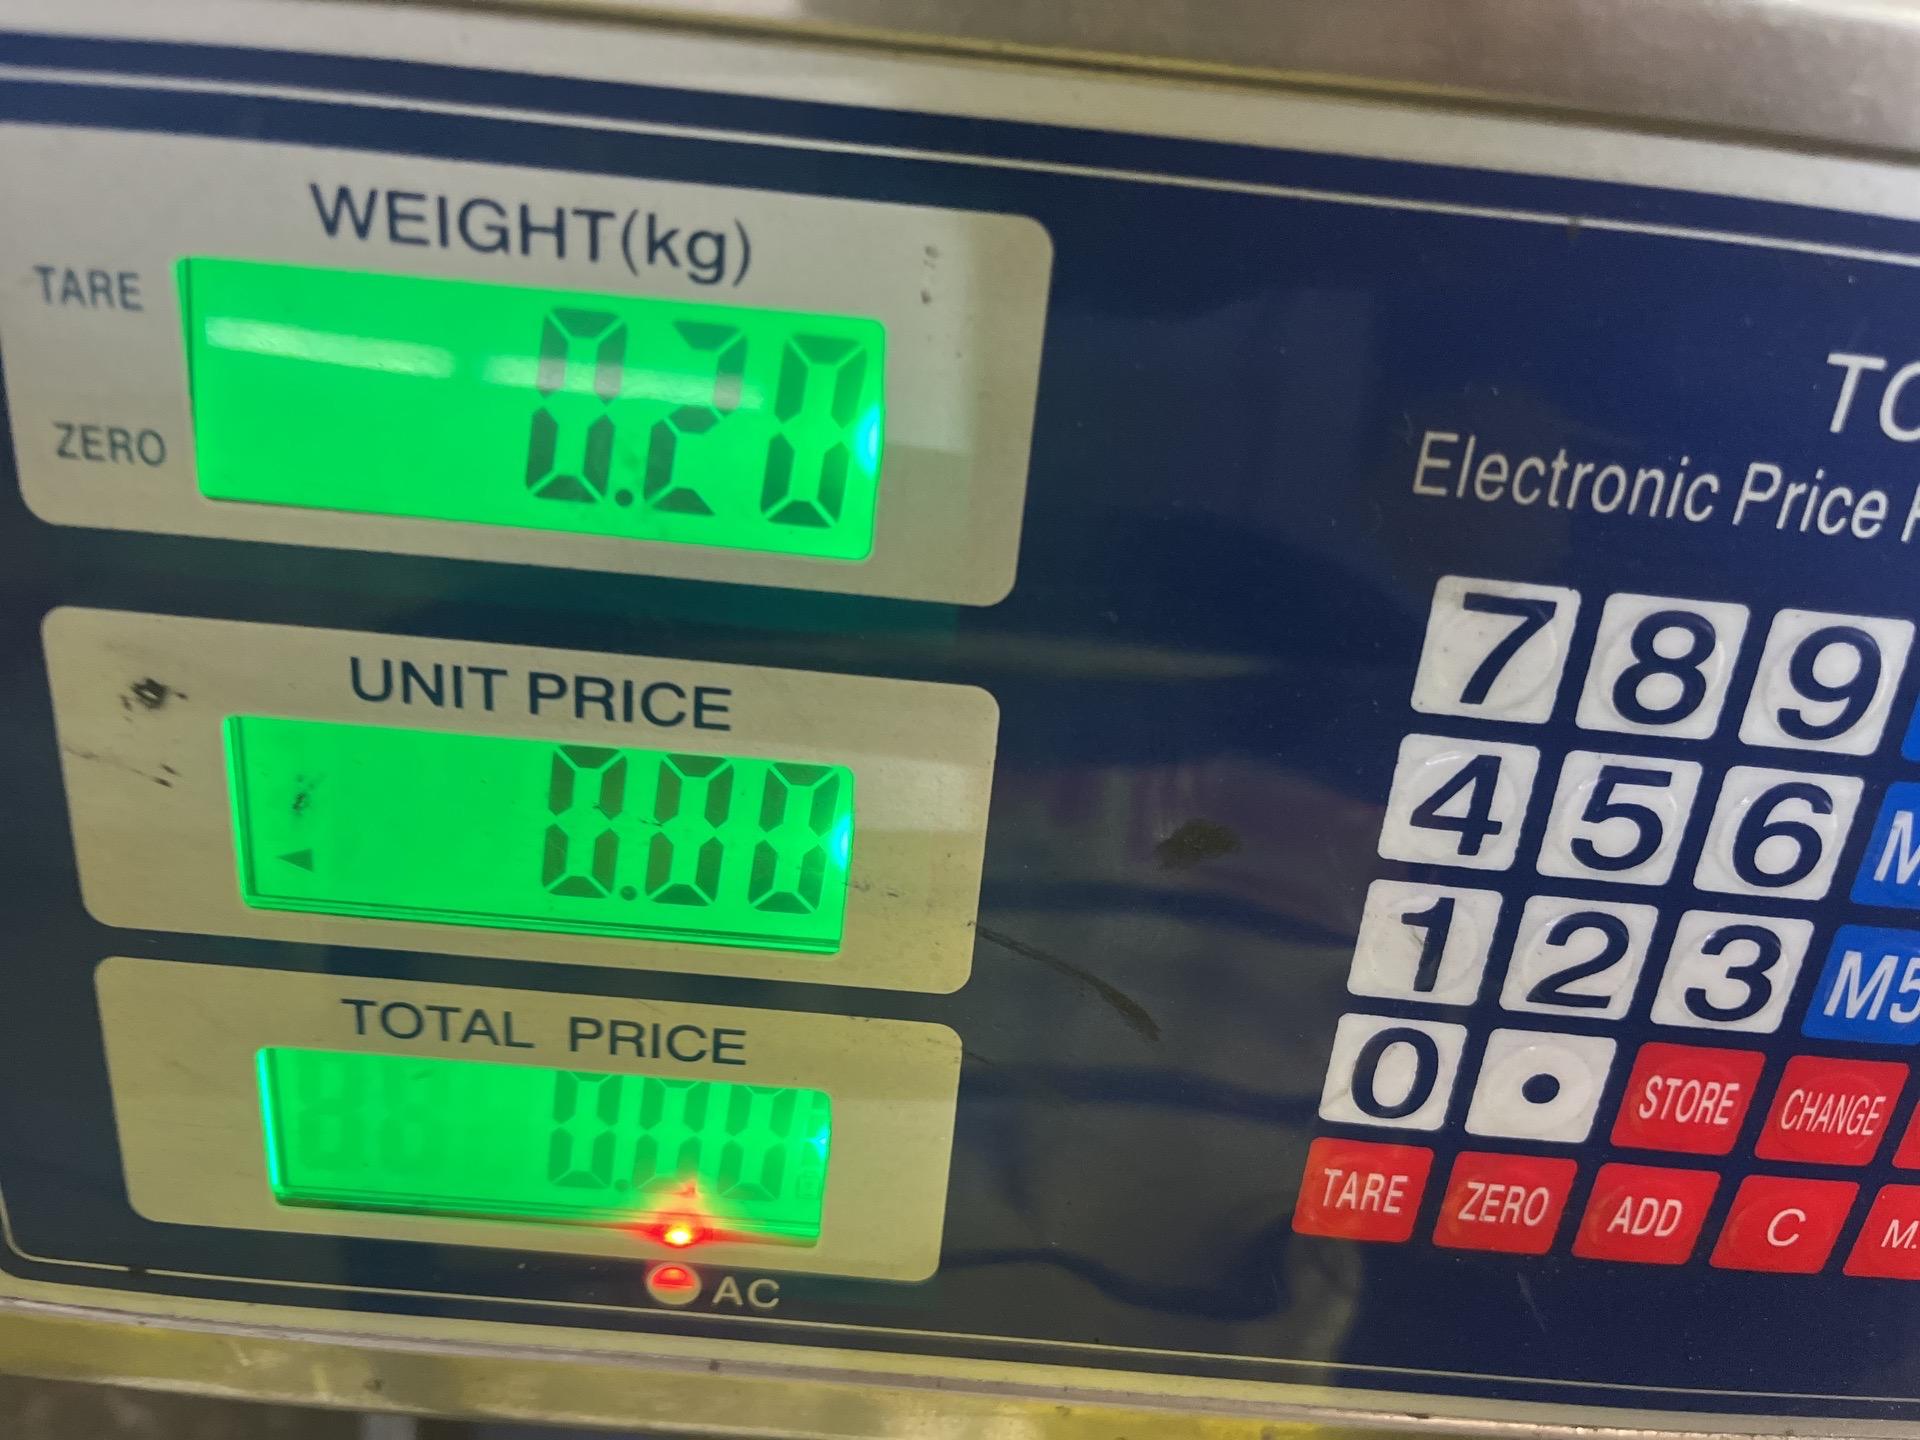 WEIGHT(kg)
TARE
0.20
ZERO
UNIT PRICE
0.00
TOTAL PRICE
0.00
AC
Electronic Price
7 8 9
4 5 6
1 2 3 M5
0 . STORE CHANGE
TARE ZERO ADD C